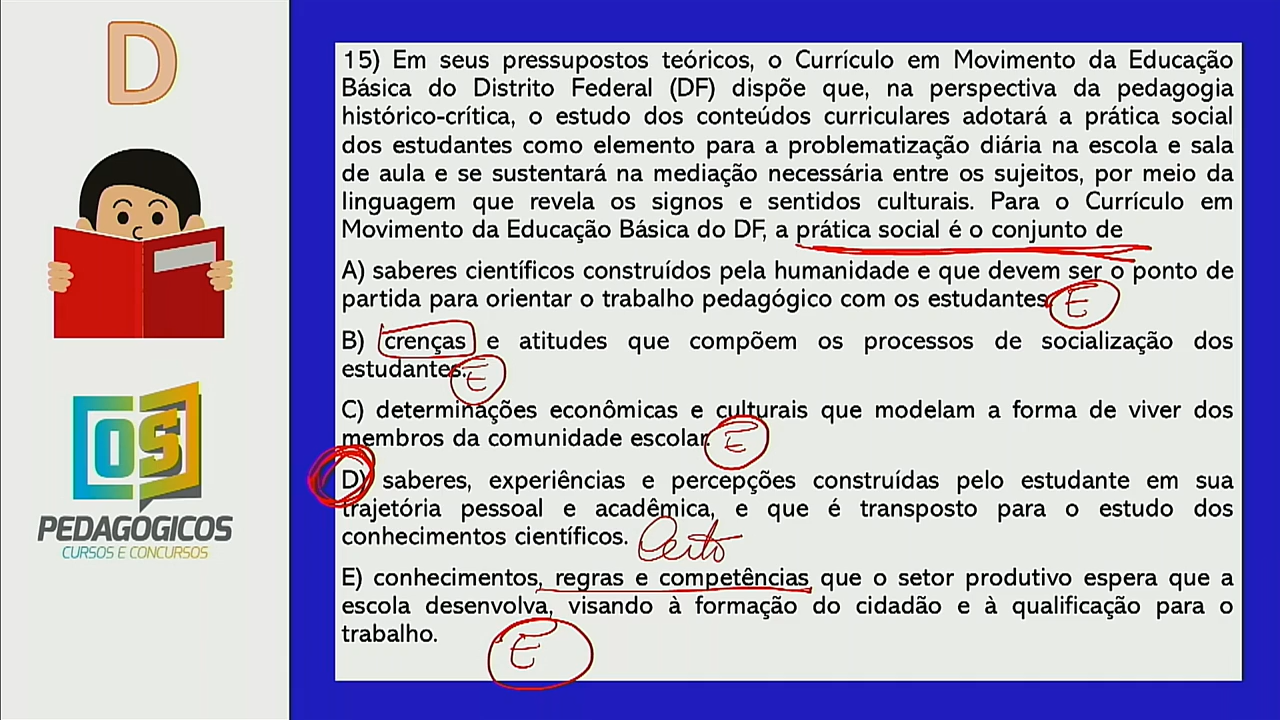 D
15) Em seus pressupostos teóricos, o Currículo em Movimento da Educação
Básica do Distrito Federal (DF) dispõe que, na perspectiva da pedagogia
histórico-crítica, o estudo dos conteúdos curriculares adotará a prática social
dos estudantes como elemento para a problematização diária na escola e sala
de aula e se sustentará na mediação necessária entre os sujeitos, por meio da
linguagem que revela os signos e sentidos culturais. Para o Currículo em
Movimento da Educação Básica do DF, a prática social é o conjunto de
A) saberes científicos construídos pela humanidade e que devem ser o ponto de
partida para orientar o trabalho pedagógico com os estudantes. E
B) crenças e atitudes que compõem os processos de socialização dos
estudantes. E
C) determinações econômicas e culturais que modelam a forma de viver dos
membros da comunidade escolar. E
D) saberes, experiências e percepções construídas pelo estudante em sua
trajetória pessoal e acadêmica, e que é transposto para o estudo dos
conhecimentos científicos. Certo
E) conhecimentos, regras e competências que o setor produtivo espera que a
escola desenvolva, visando à formação do cidadão e à qualificação para o
trabalho.
E
OS
PEDAGÓGICOS
CURSOS E CONCURSOS